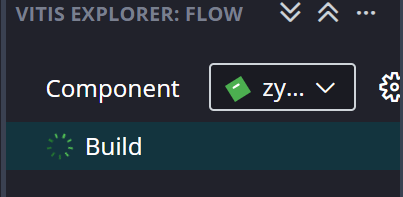 VITIS EXPLORER: FLOW
Component zy...
Build